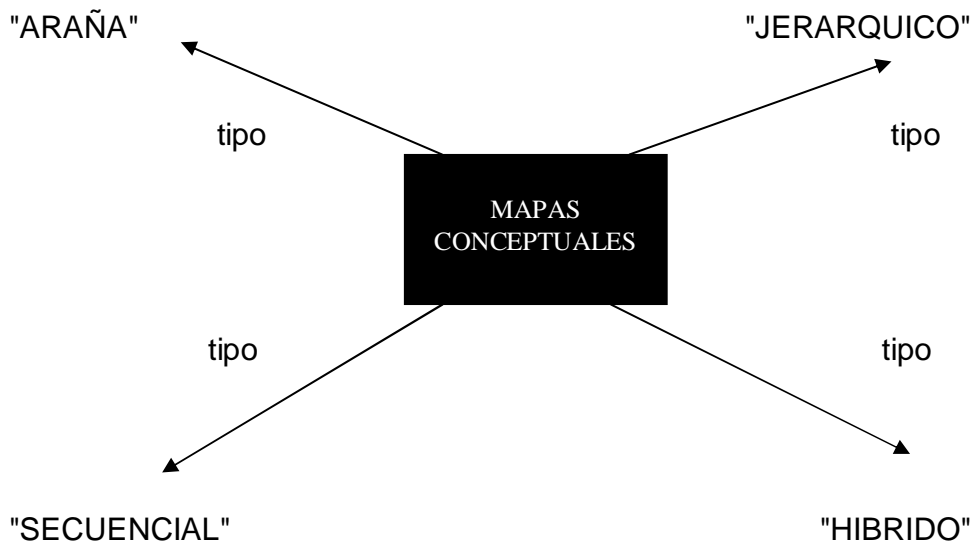 "ARAÑA"
"JERARQUICO"
tipo
tipo
MAPAS
CONCEPTUALES
tipo
tipo
"SECUENCIAL"
"HIBRIDO"